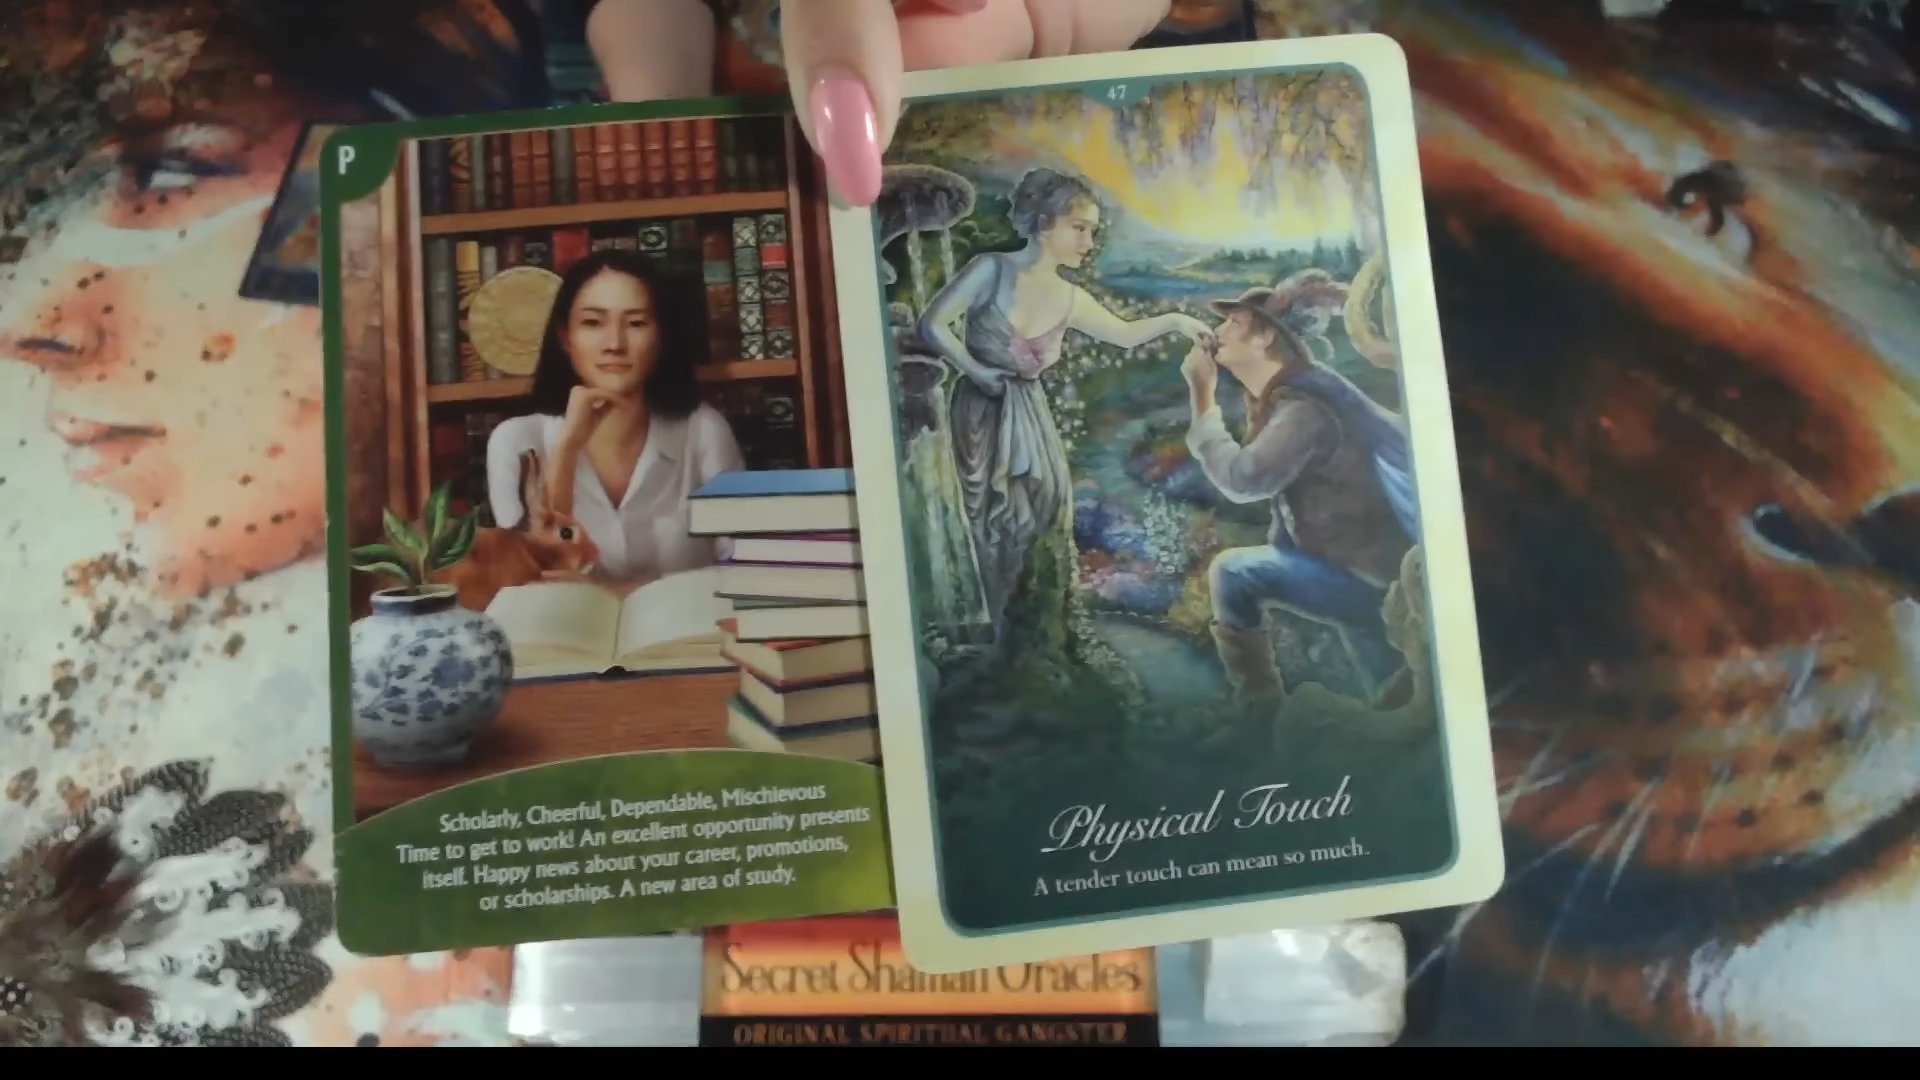 P
Scholarly, Cheerful, Dependable, Mischievous
Time to get to work! An excellent opportunity presents
itself. Happy news about your career, promotions,
or scholarships. A new area of study.
47
Physical Touch
A tender touch can mean so much.
Secret Shaman Oracles
ORIGINAL SPIRITUAL GANGSTER